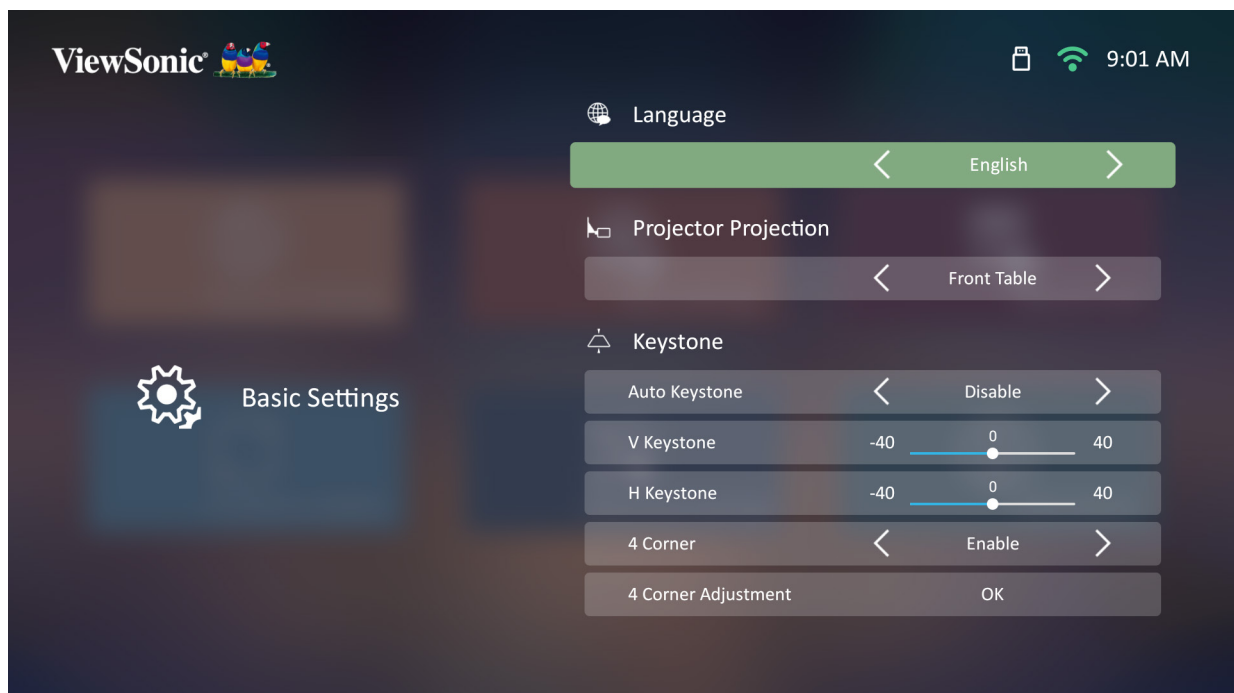 ViewSonic®
9:01 AM
Language
English
Projector Projection
Front Table
Keystone
Auto Keystone Disable
V Keystone -40 0 40
H Keystone -40 0 40
4 Corner Enable
4 Corner Adjustment OK
Basic Settings